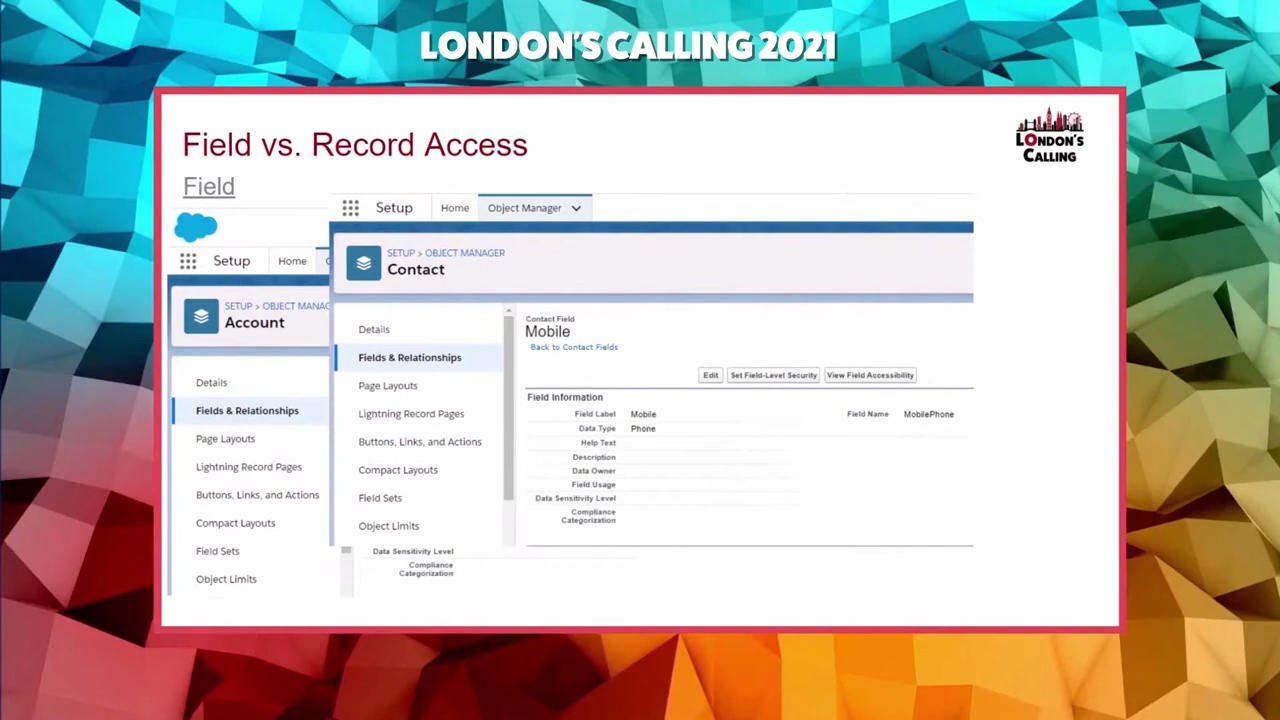 LONDON'S CALLING 2021
Field vs. Record Access
LONDON'S
CALLING
Field
Setup
Home
Object Manager
SETUP > OBJECT MANAGER
Contact
Details
Fields & Relationships
Page Layouts
Lightning Record Pages
Buttons, Links, and Actions
Compact Layouts
Field Sets
Object Limits
Contact Field
Mobile
Back to Contact Fields
Edit
Set Field-Level Security
View Field Accessibility
Field Information
Field Label Mobile Field Name MobilePhone
Data Type Phone
Help Text
Description
Data Owner
Field Usage
Data Sensitivity Level
Compliance
Categorization
Setup
Home
SETUP > OBJECT MANAG
Account
Details
Fields & Relationships
Page Layouts
Lightning Record Pages
Buttons, Links, and Actions
Compact Layouts
Field Sets
Object Limits
Data Sensitivity Level
Compliance
Categorization